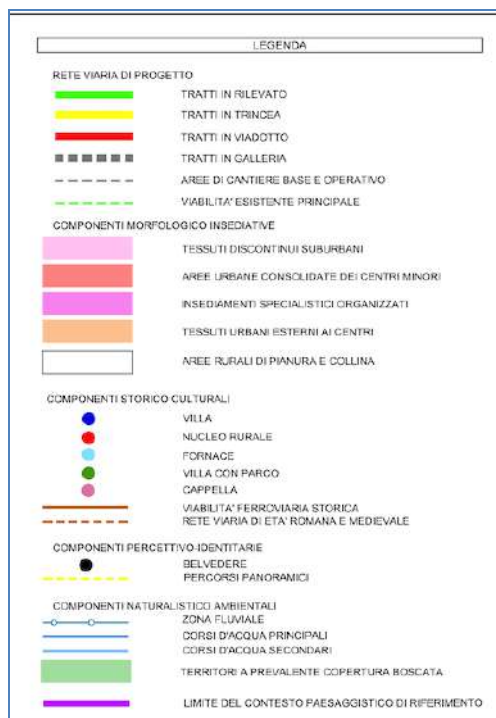 LEGENDA
RETE VIARIA DI PROGETTO
TRATTI IN RILEVATO
TRATTI IN TRINCEA
TRATTI IN VIADOTTO
TRATTI IN GALLERIA
AREE DI CANTIERE BASE E OPERATIVO
VIABILITA' ESISTENTE PRINCIPALE
COMPONENTI MORFOLOGICO INSEDIATIVE
TESSUTI DISCONTINUI SUBURBANI
AREE URBANE CONSOLIDATE DEI CENTRI MINORI
INSEDIAMENTI SPECIALISTICI ORGANIZZATI
TESSUTI URBANI ESTERNI AI CENTRI
AREE RURALI DI PIANURA E COLLINA
COMPONENTI STORICO CULTURALI
VILLA
NUCLEO RURALE
FORNACE
VILLA CON PARCO
CAPPELLA
VIABILITA' FERROVIARIA STORICA
RETE VIARIA DI ETA' ROMANA E MEDIEVALE
COMPONENTI PERCETTIVO-IDENTITARIE
BELVEDERE
PERCORSI PANORAMICI
COMPONENTI NATURALISTICO AMBIENTALI
ZONA FLUVIALE
CORSI D'ACQUA PRINCIPALI
CORSI D'ACQUA SECONDARI
TERRITORI A PREVALENTE COPERTURA BOSCATA
LIMITE DEL CONTESTO PAESAGGISTICO DI RIFERIMENTO